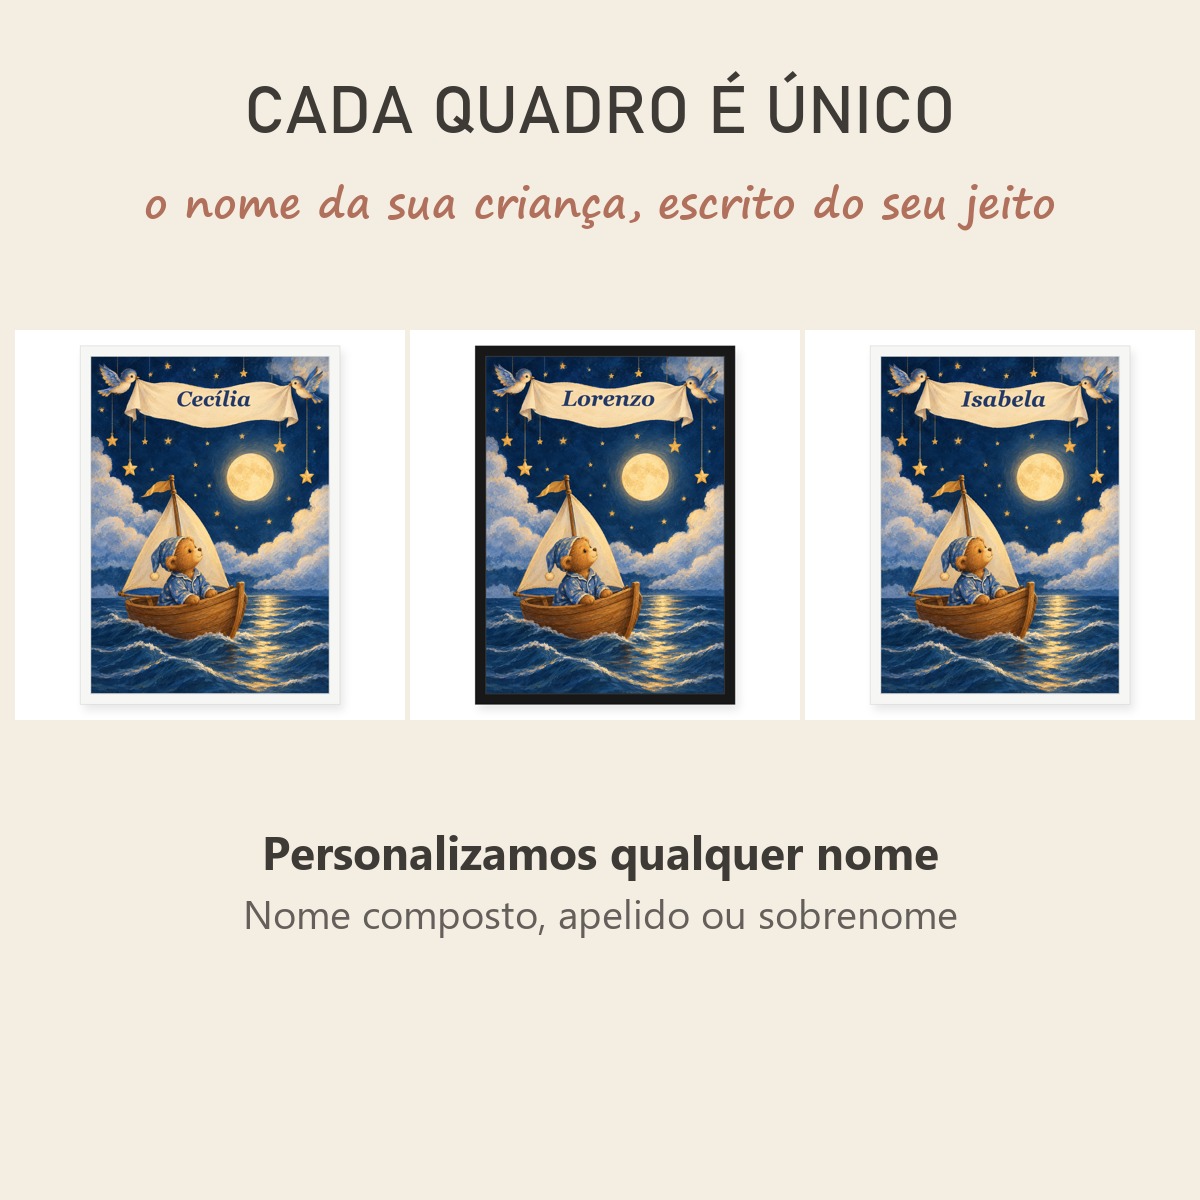 CADA QUADRO É ÚNICO
o nome da sua criança, escrito do seu jeito
Cecília
Lorenzo
Isabela
Personalizamos qualquer nome
Nome composto, apelido ou sobrenome